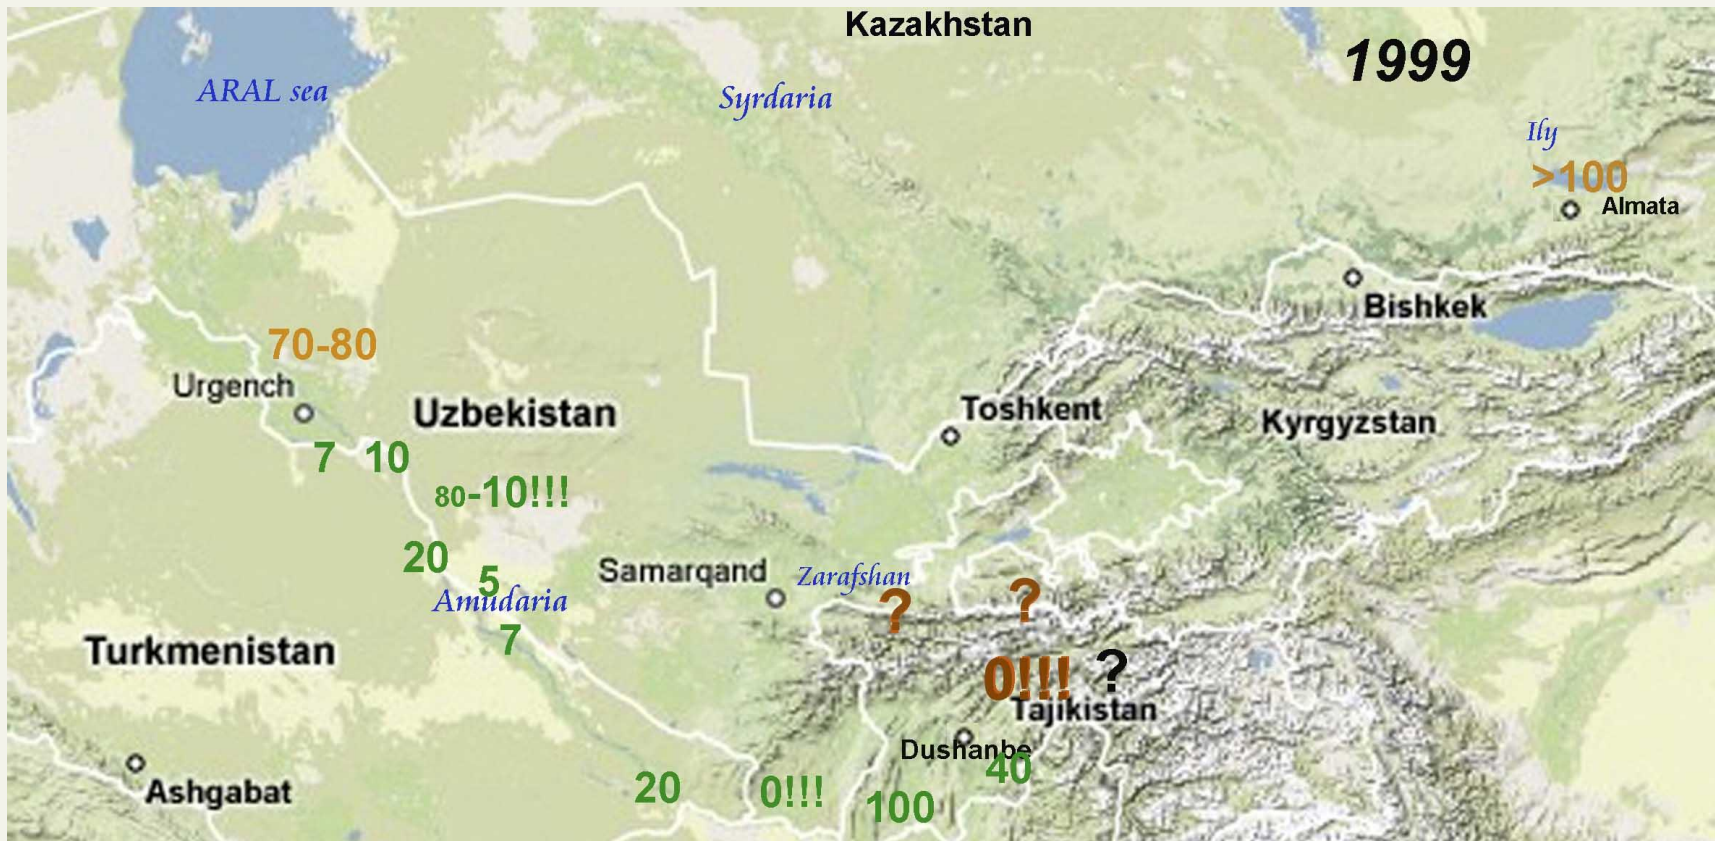 Kazakhstan
1999
ARAL sea
Syrdaria
Ily
>100
Almata
Bishkek
70-80
Urgench
Uzbekistan
Toshkent
Kyrgyzstan
7
10
80-10!!!
20
5
Amudaria
7
Samarqand
Zarafshan
?
?
Turkmenistan
0!!!
?
Tajikistan
Dushanbe
40
Ashgabat
20
0!!!
100